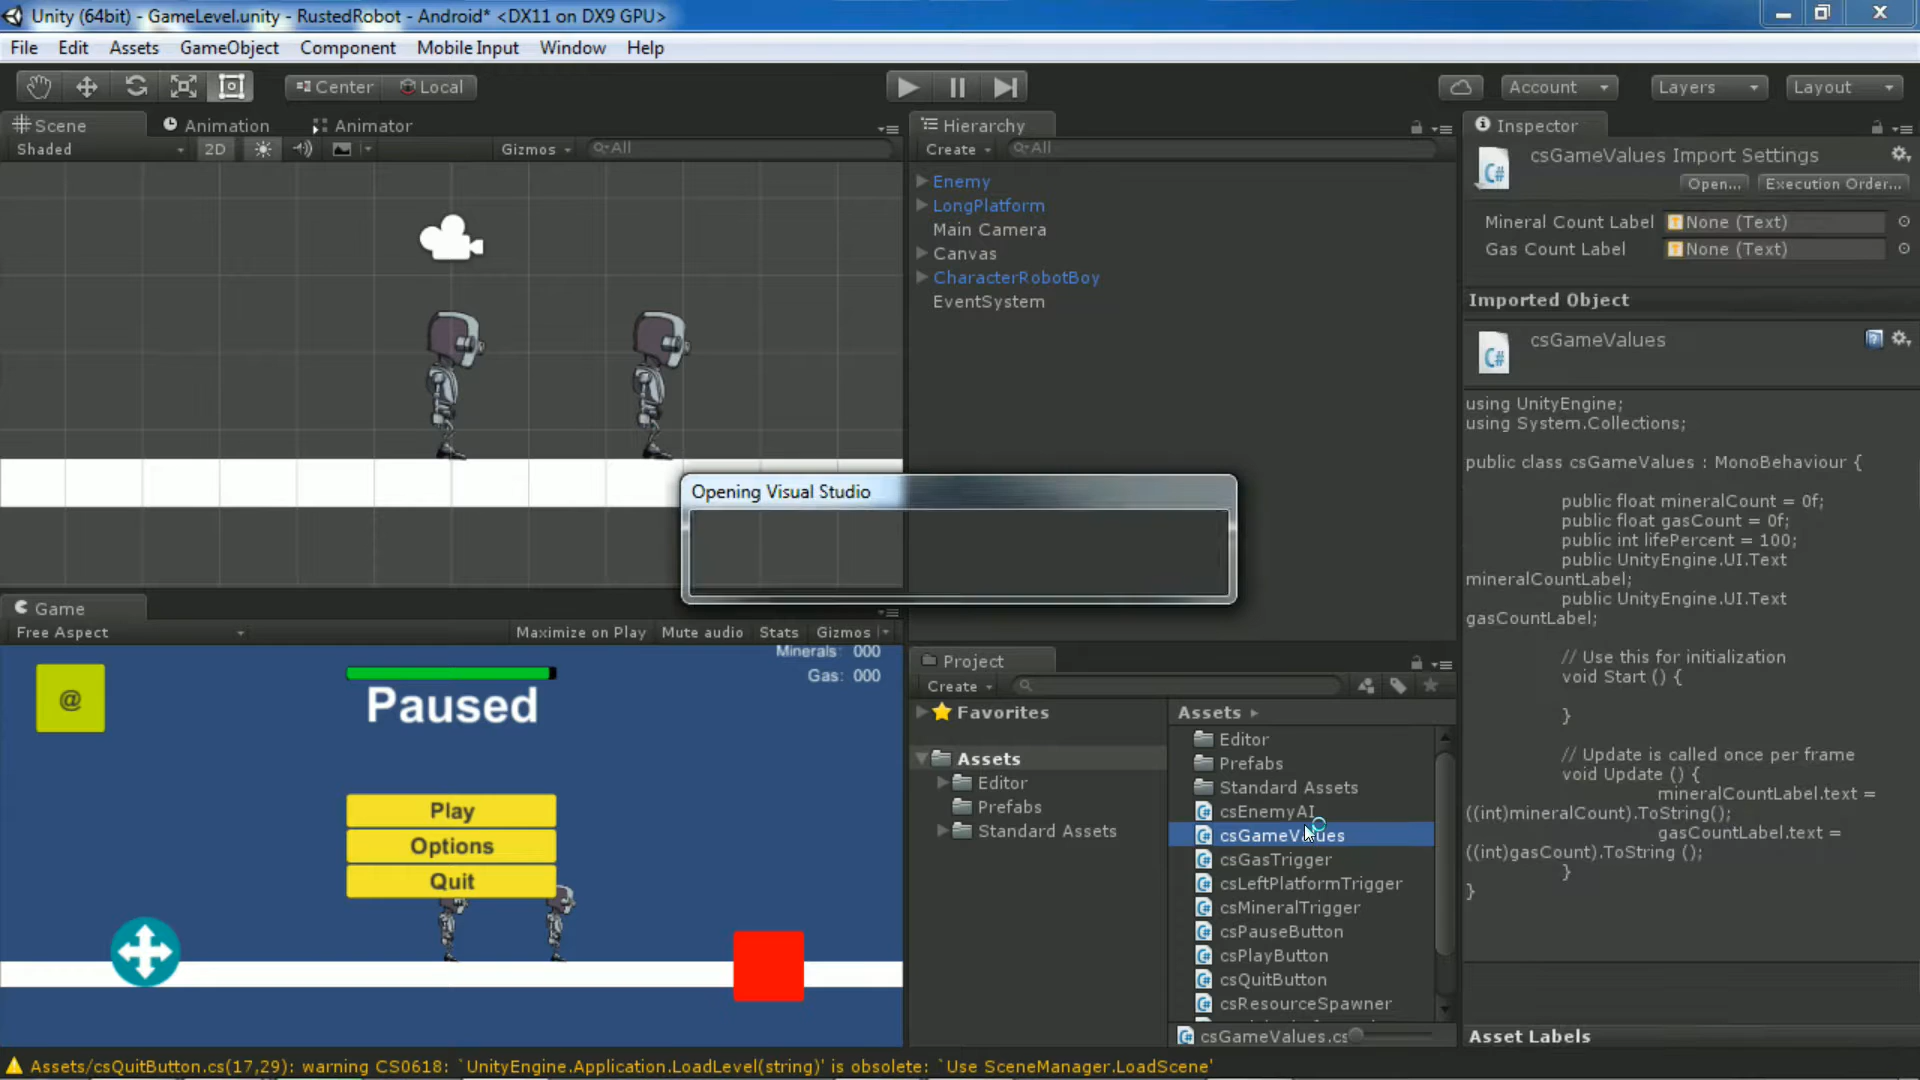 Unity (64bit) - GameLevel.unity - RustedRobot - Android* <DX11 on DX9 GPU>
File Edit Assets GameObject Component Mobile Input Window Help
Center Local
Account Layers Layout
Scene Animation Animator
Shaded 2D Gizmos All
Hierarchy
Create All
Enemy
LongPlatform
Main Camera
Canvas
CharacterRobotBoy
EventSystem
Inspector
csGameValues Import Settings
Open... Execution Order...
Mineral Count Label None (Text)
Gas Count Label None (Text)
Imported Object
csGameValues
using UnityEngine;
using System.Collections;
public class csGameValues : MonoBehaviour {
public float mineralCount = 0f;
public float gasCount = 0f;
public int lifePercent = 100;
public UnityEngine.UI.Text
mineralCountLabel;
public UnityEngine.UI.Text
gasCountLabel;
// Use this for initialization
void Start () {
}
// Update is called once per frame
void Update () {
mineralCountLabel.text =
((int)mineralCount).ToString();
gasCountLabel.text =
((int)gasCount).ToString ();
}
}
Asset Labels
Opening Visual Studio
Game
Free Aspect Maximize on Play Mute audio Stats Gizmos
Minerals: 000
Gas: 000
@
Paused
Play
Options
Quit
Project
Create
Favorites
Assets
Editor
Prefabs
Standard Assets
Assets
Editor
Prefabs
Standard Assets
csEnemyAI
csGameValues
csGasTrigger
csLeftPlatformTrigger
csMineralTrigger
csPauseButton
csPlayButton
csQuitButton
csResourceSpawner
csGameValues.cs
Assets/csQuitButton.cs(17,29): warning CS0618: `UnityEngine.Application.LoadLevel(string)' is obsolete: `Use SceneManager.LoadScene'